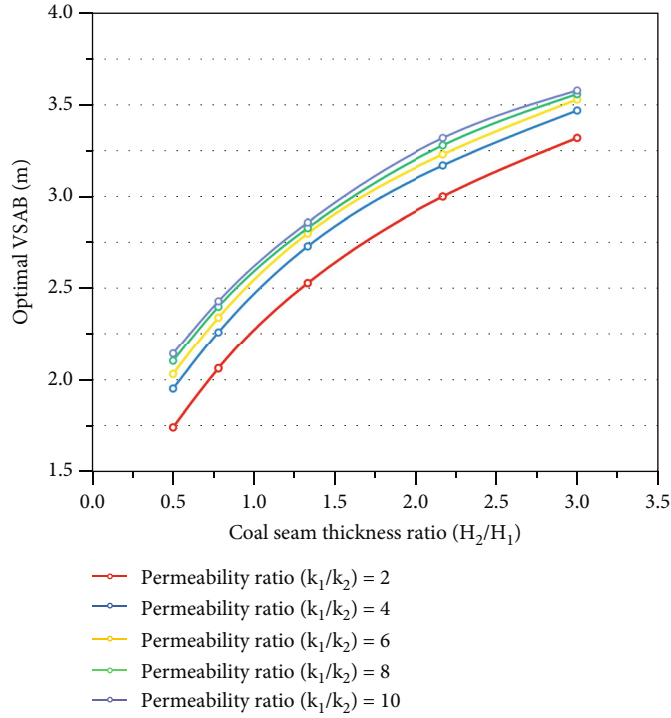 4.0
3.5
3.0
2.5
2.0
1.5
Optimal VSAB (m)
0.0 0.5 1.0 1.5 2.0 2.5 3.0 3.5
Coal seam thickness ratio (H₂/H₁)
Permeability ratio (k₁/k₂) = 2
Permeability ratio (k₁/k₂) = 4
Permeability ratio (k₁/k₂) = 6
Permeability ratio (k₁/k₂) = 8
Permeability ratio (k₁/k₂) = 10